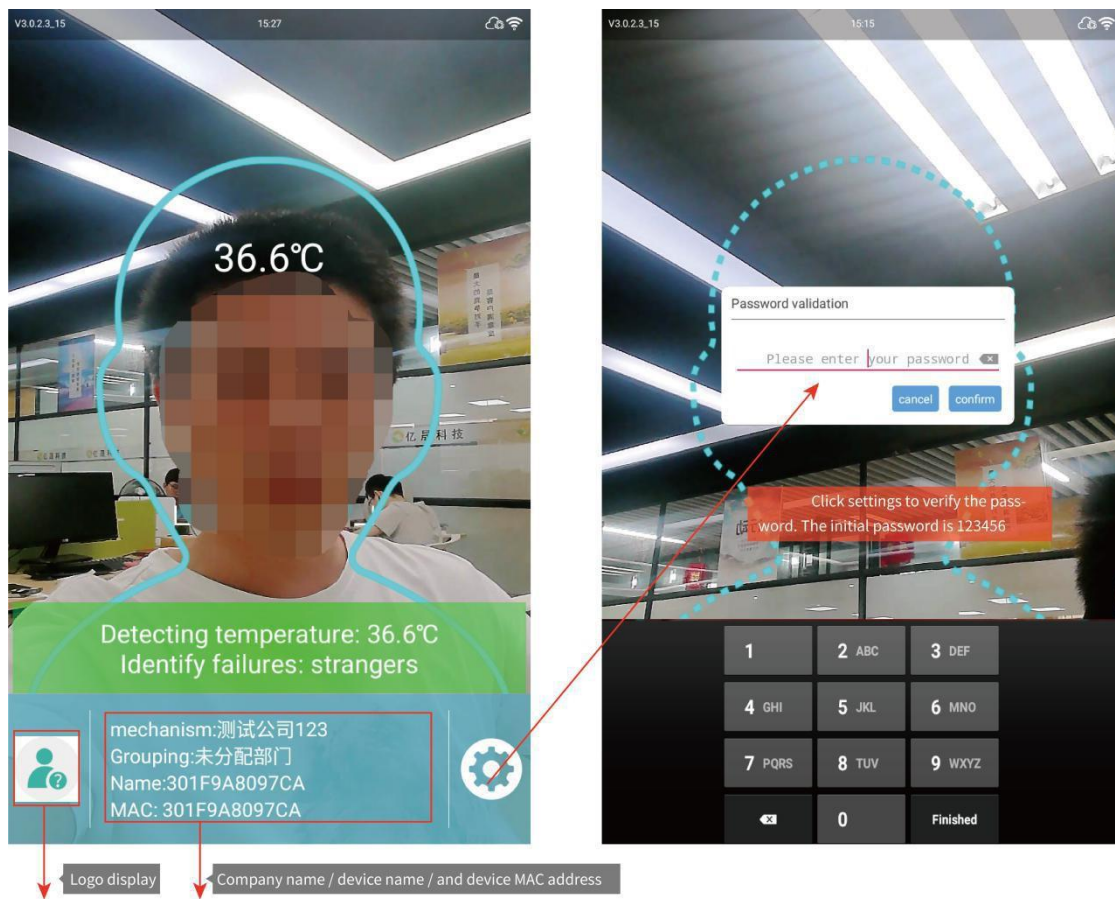 V3.0.2.3_15
15:27
36.6℃
亿晟科技
Detecting temperature: 36.6℃
Identify failures: strangers
mechanism:测试公司123
Grouping:未分配部门
Name:301F9A8097CA
MAC: 301F9A8097CA
Logo display
Company name / device name / and device MAC address
V3.0.2.3_15
15:15
Password validation
Please enter your password
cancel
confirm
Click settings to verify the pass-
word. The initial password is 123456
1
2 ABC
3 DEF
4 GHI
5 JKL
6 MNO
7 PQRS
8 TUV
9 WXYZ
0
Finished